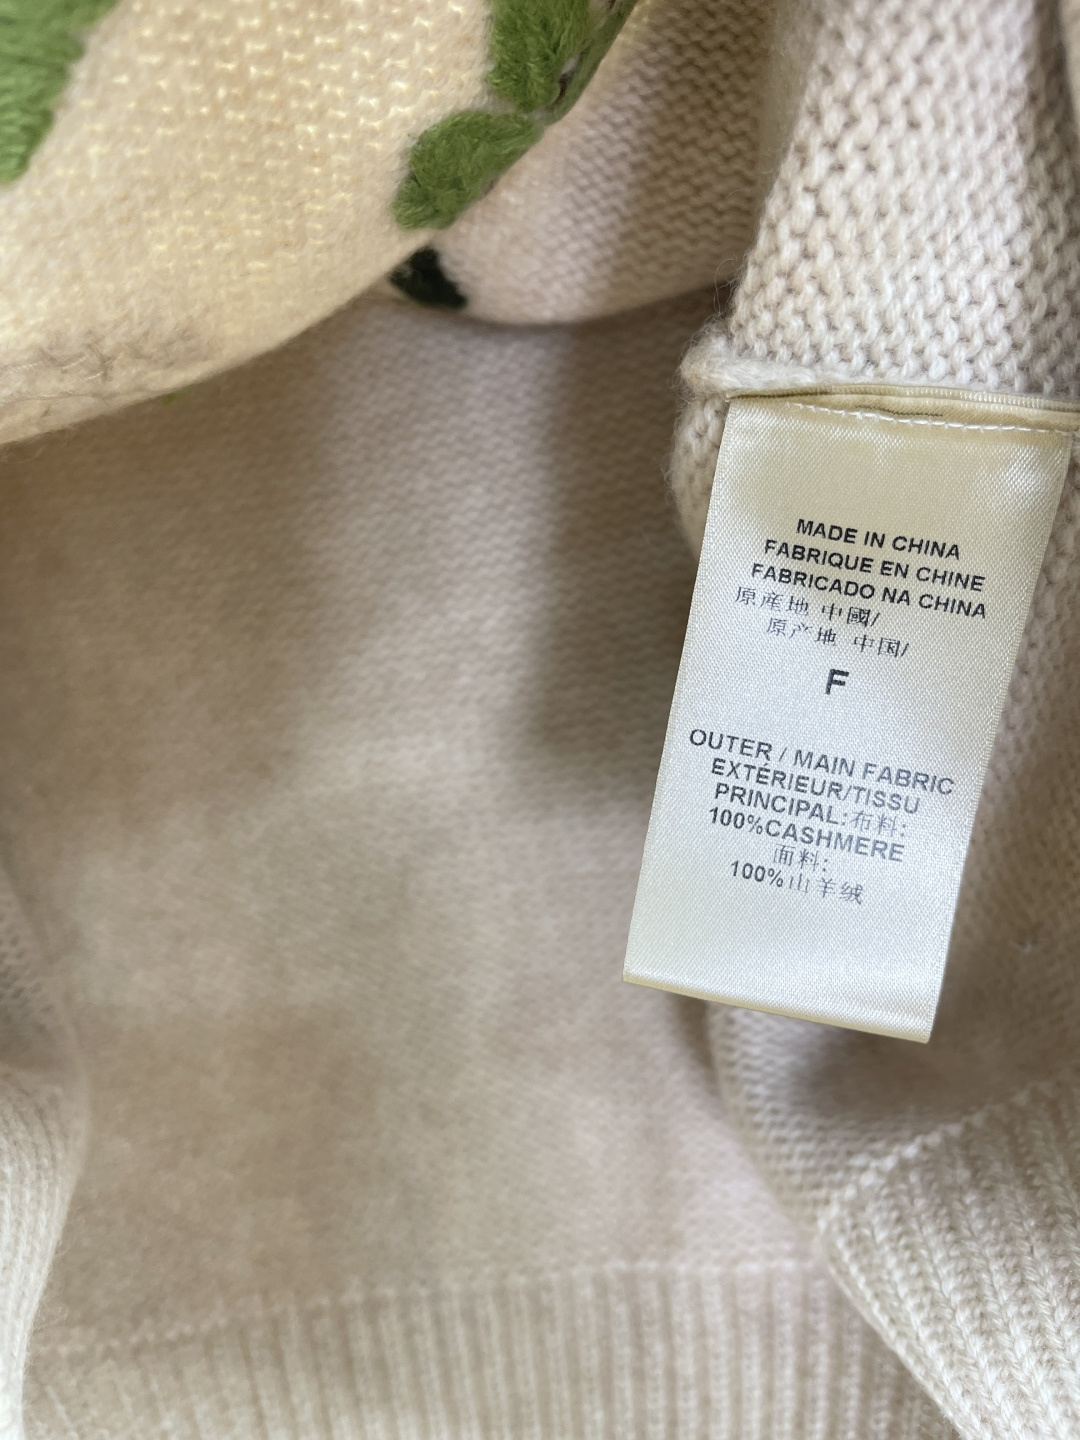 MADE IN CHINA
FABRIQUE EN CHINE
FABRICADO NA CHINA
原産地 中國/
原产地 中国/
F
OUTER / MAIN FABRIC
EXTÉRIEUR/TISSU
PRINCIPAL:布料:
100%CASHMERE
面料:
100%山羊绒